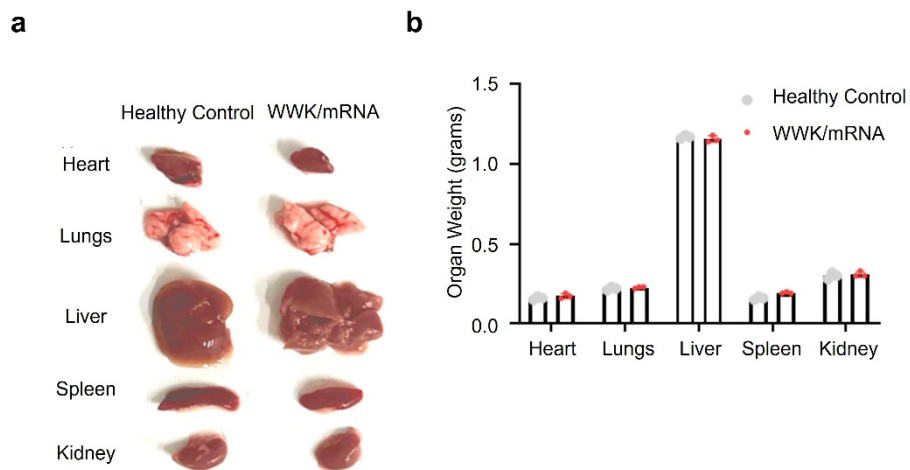 a
Healthy Control WWK/mRNA
Heart
Lungs
Liver
Spleen
Kidney
b
Organ Weight (grams)
1.5
1.0
0.5
0.0
Healthy Control
WWK/mRNA
Heart Lungs Liver Spleen Kidney